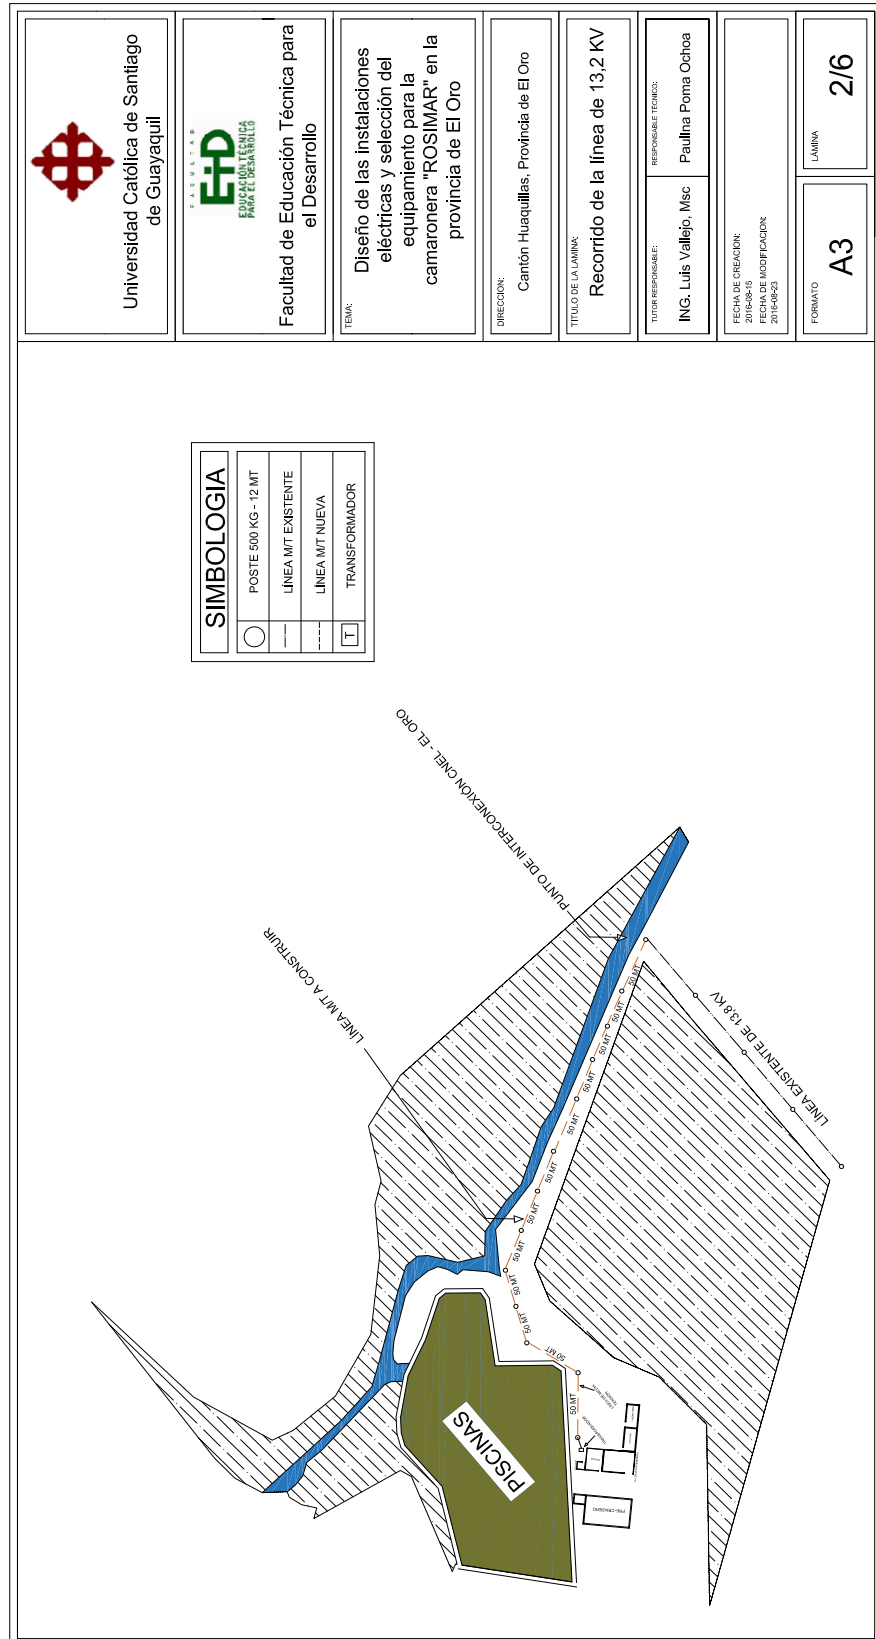 Universidad Católica de Santiago
de Guayaquil
FACULTAD
ETD
EDUCACIÓN TÉCNICA
PARA EL DESARROLLO
Facultad de Educación Técnica para
el Desarrollo
TEMA:
Diseño de las instalaciones
eléctricas y selección del
equipamiento para la
camaronera "ROSIMAR" en la
provincia de El Oro
DIRECCION:
Cantón Huaquillas, Provincia de El Oro
TITULO DE LA LAMINA:
Recorrido de la línea de 13,2 KV
TUTOR RESPONSABLE:
ING. Luis Vallejo, Msc
RESPONSABLE TÉCNICO:
Paulina Poma Ochoa
FECHA DE CREACION:
2016-08-15
FECHA DE MODIFICACION:
2016-08-23
FORMATO
A3
LÁMINA
2/6
SIMBOLOGIA
POSTE 500 KG - 12 MT
LÍNEA M/T EXISTENTE
LÍNEA M/T NUEVA
T
TRANSFORMADOR
PUNTO DE INTERCONEXIÓN CNEL - EL ORO
LÍNEA M/T A CONSTRUIR
LÍNEA EXISTENTE DE 13,8 KV
50 MT
50 MT
50 MT
50 MT
50 MT
50 MT
50 MT
50 MT
50 MT
50 MT
50 MT
50 MT
PISCINAS
PRE-CRIADERO